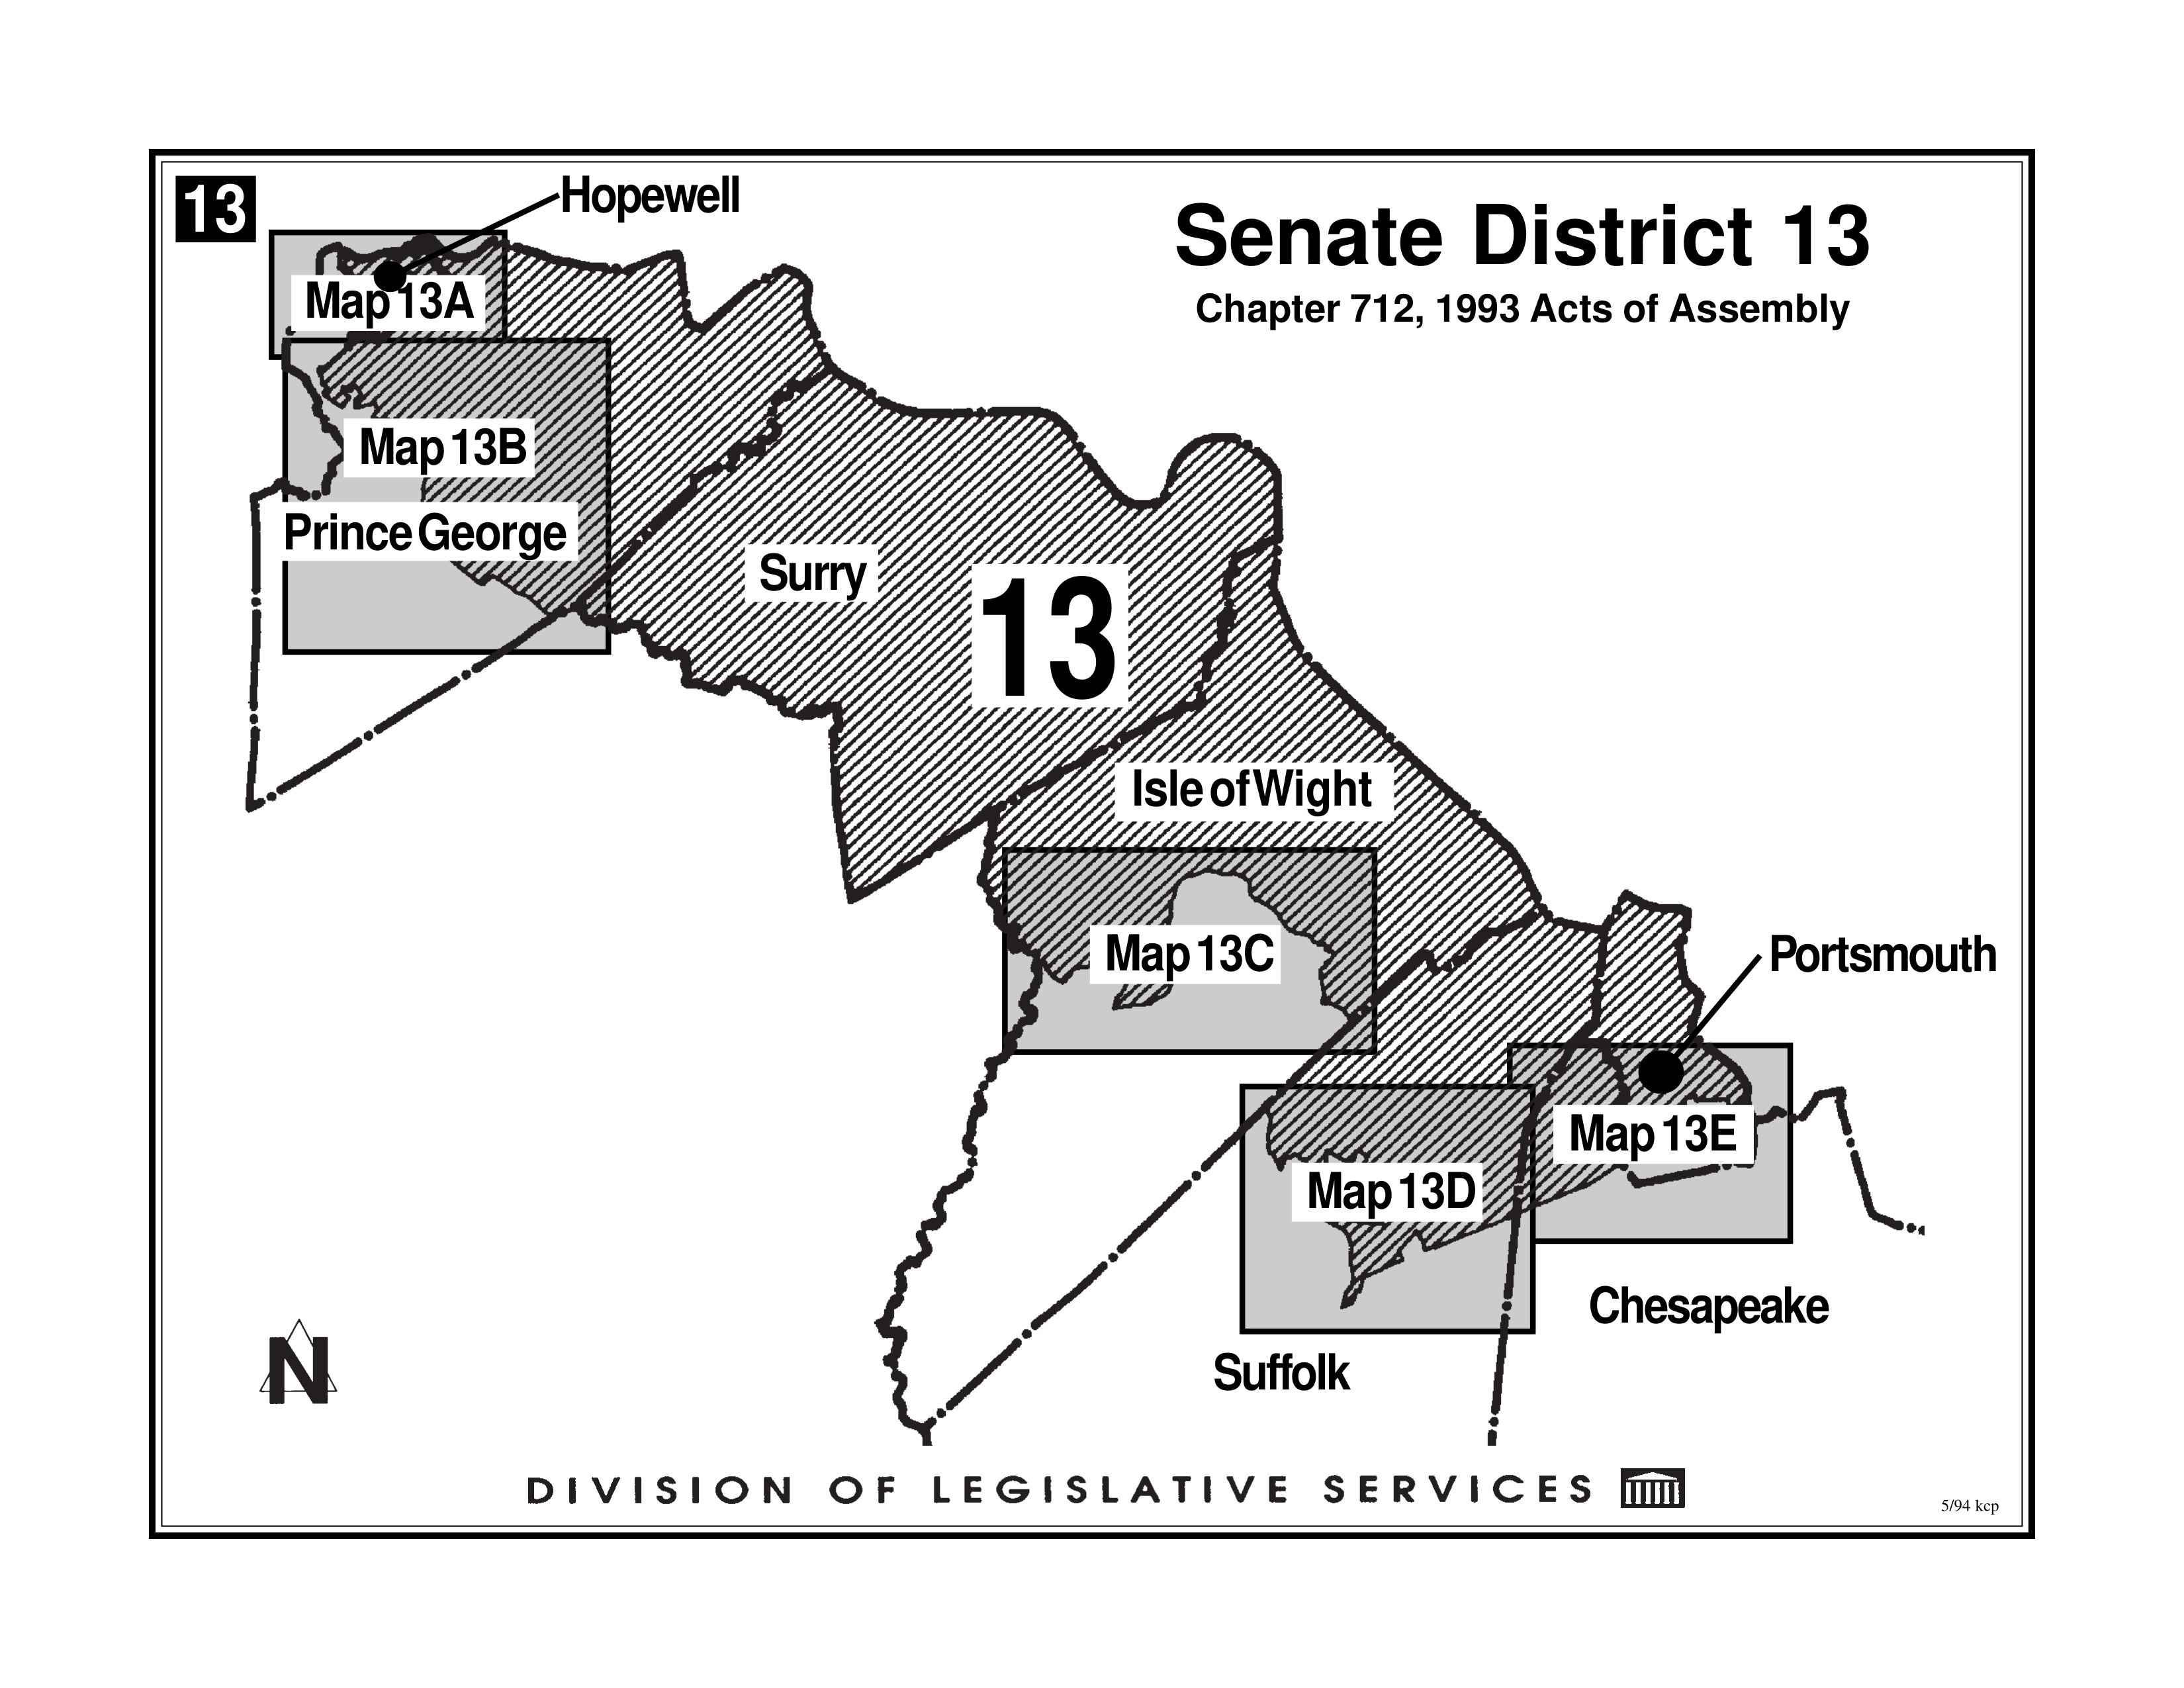 13
Hopewell
Senate District 13
Chapter 712, 1993 Acts of Assembly
Map 13A
Map 13B
Prince George
Surry
13
Isle of Wight
Map 13C
Portsmouth
Map 13E
Map 13D
Chesapeake
Suffolk
N
DIVISION OF LEGISLATIVE SERVICES
5/94 kcp